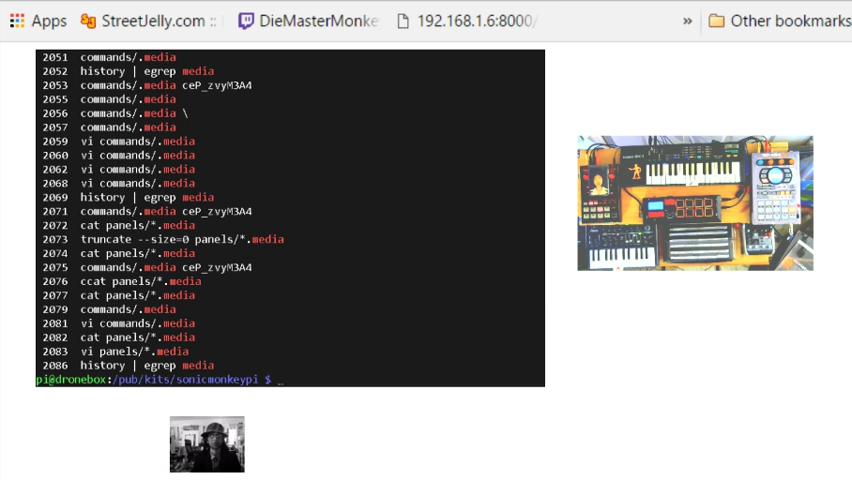 Apps StreetJelly.com :: DieMasterMonke 192.168.1.6:8000/ » Other bookmarks
2051 commands/.media
2052 history | egrep media
2053 commands/.media ceP_zvyM3A4
2055 commands/.media
2056 commands/.media \
2057 commands/.media
2059 vi commands/.media
2060 vi commands/.media
2062 vi commands/.media
2068 vi commands/.media
2069 history | egrep media
2071 commands/.media ceP_zvyM3A4
2072 cat panels/*.media
2073 truncate --size=0 panels/*.media
2074 cat panels/*.media
2075 commands/.media ceP_zvyM3A4
2076 ccat panels/*.media
2077 cat panels/*.media
2079 commands/.media
2081 vi commands/.media
2082 cat panels/*.media
2083 vi panels/*.media
2086 history | egrep media
pi@dronebox:/pub/kits/sonicmonkeypi $ _